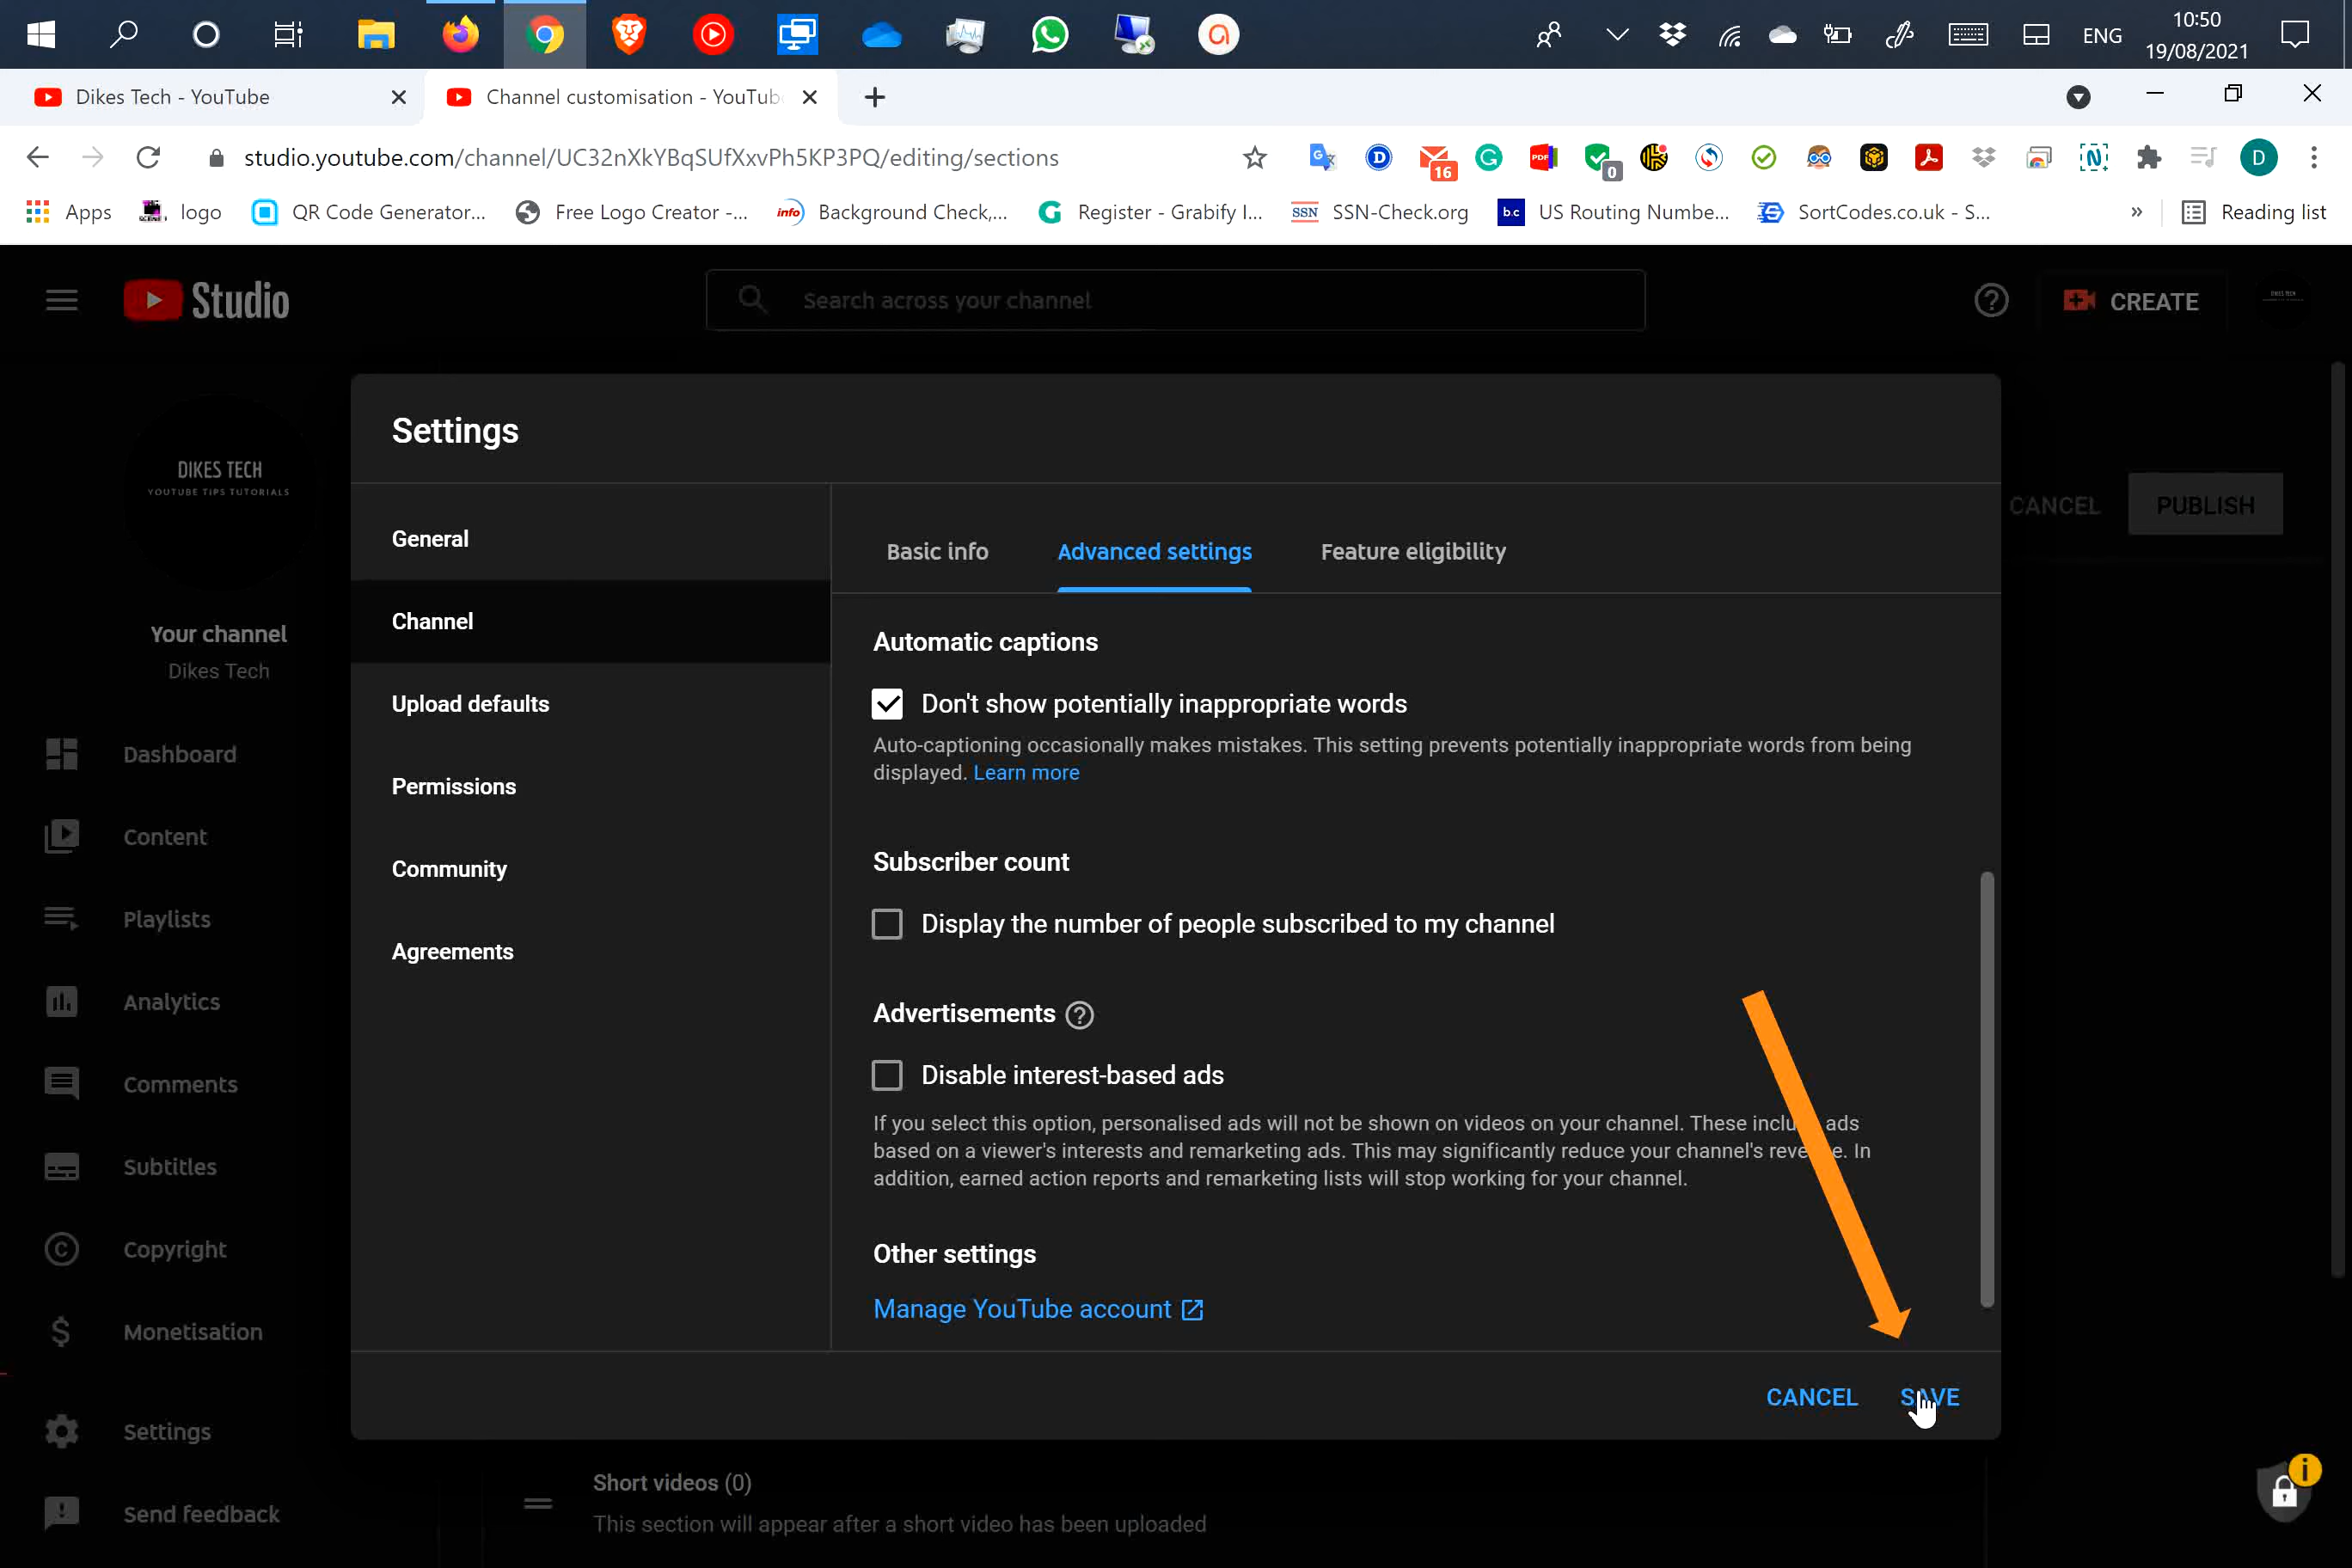 ENG
10:50
19/08/2021
Dikes Tech - YouTube
Channel customisation - YouTub
studio.youtube.com/channel/UC32nXkYBqSUfXxvPh5KP3PQ/editing/sections
16
0
D
Apps
logo
QR Code Generator...
Free Logo Creator -...
info
Background Check,...
Register - Grabify I...
SSN
SSN-Check.org
b.c
US Routing Numbe...
SortCodes.co.uk - S...
Reading list
Studio
Search across your channel
CREATE
Settings
DIKES TECH
YOUTUBE TIPS TUTORIALS
CANCEL
PUBLISH
General
Basic info
Advanced settings
Feature eligibility
Channel
Your channel
Dikes Tech
Upload defaults
Permissions
Community
Agreements
Dashboard
Content
Playlists
Analytics
Comments
Subtitles
Copyright
Monetisation
Settings
Send feedback
Automatic captions
Don't show potentially inappropriate words
Auto-captioning occasionally makes mistakes. This setting prevents potentially inappropriate words from being
displayed. Learn more
Subscriber count
Display the number of people subscribed to my channel
Advertisements
Disable interest-based ads
If you select this option, personalised ads will not be shown on videos on your channel. These inclu ads
based on a viewer's interests and remarketing ads. This may significantly reduce your channel's reve e. In
addition, earned action reports and remarketing lists will stop working for your channel.
Other settings
Manage YouTube account
CANCEL
SAVE
Short videos (0)
This section will appear after a short video has been uploaded